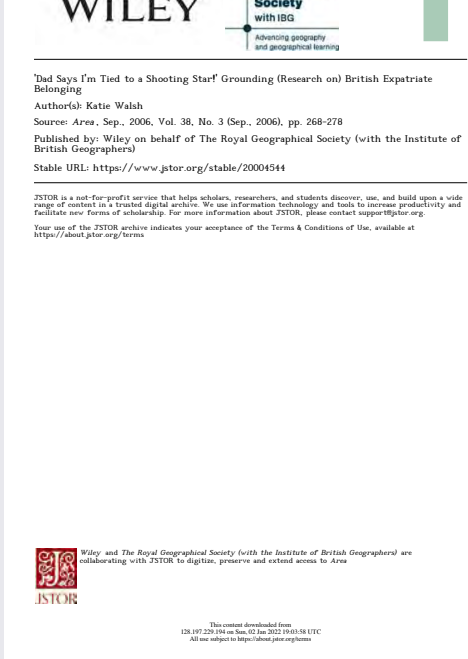 WILEY
Society
with IBG
Advancing geography
and geographical learning
'Dad Says I'm Tied to a Shooting Star!' Grounding (Research on) British Expatriate
Belonging
Author(s): Katie Walsh
Source: Area, Sep., 2006, Vol. 38, No. 3 (Sep., 2006), pp. 268-278
Published by: Wiley on behalf of The Royal Geographical Society (with the Institute of
British Geographers)
Stable URL: https://www.jstor.org/stable/20004544
JSTOR is a not-for-profit service that helps scholars, researchers, and students discover, use, and build upon a wide
range of content in a trusted digital archive. We use information technology and tools to increase productivity and
facilitate new forms of scholarship. For more information about JSTOR, please contact support@jstor.org.
Your use of the JSTOR archive indicates your acceptance of the Terms & Conditions of Use, available at
https://about.jstor.org/terms
Wiley and The Royal Geographical Society (with the Institute of British Geographers) are
collaborating with JSTOR to digitize, preserve and extend access to Area
JSTOR
This content downloaded from
128.197.229.194 on Sun, 02 Jan 2022 19:03:58 UTC
All use subject to https://about.jstor.org/terms